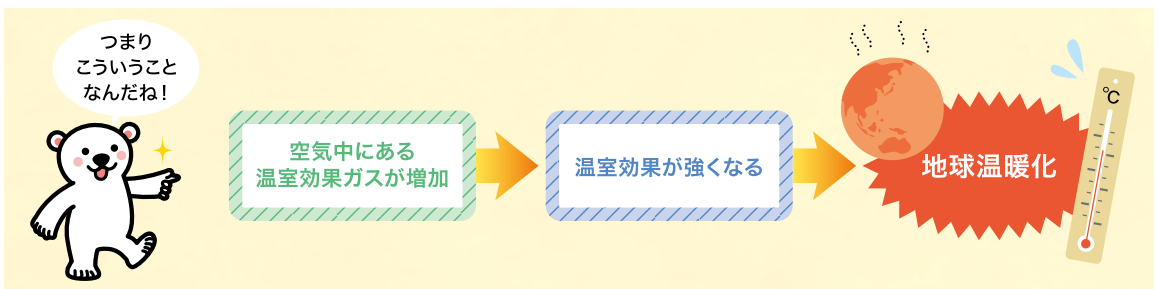 つまり
こういうこと
なんだね！
空気中にある
温室効果ガスが増加
温室効果が強くなる
地球温暖化
℃